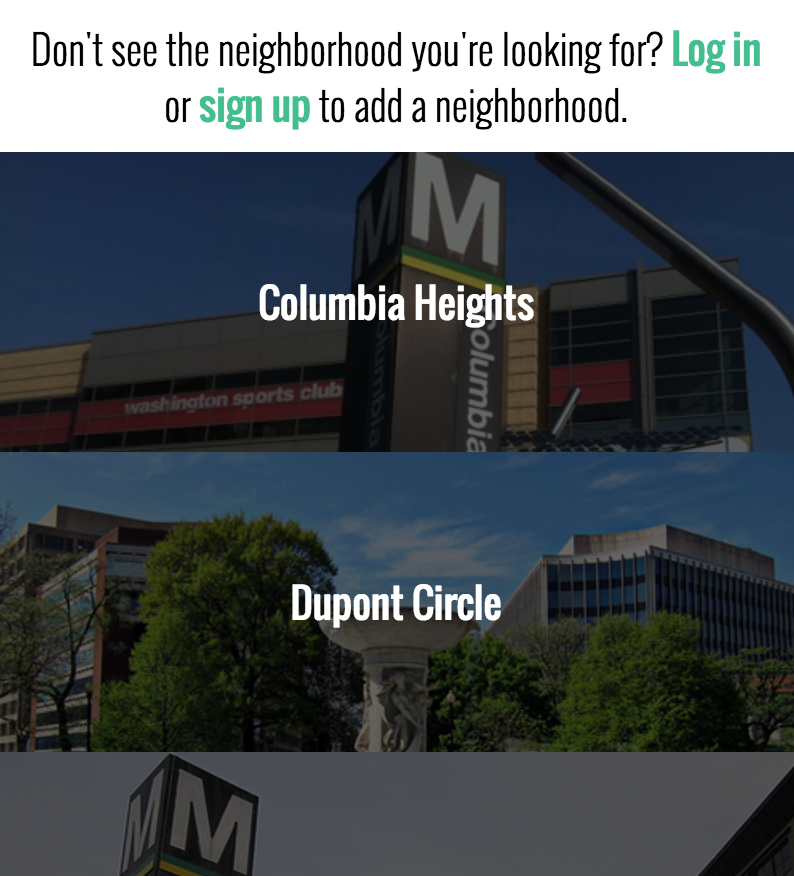 Don't see the neighborhood you're looking for? Log in
or sign up to add a neighborhood.
M M
Columbia Heights
Columbia
Columbia
washington sports club
Dupont Circle
M M